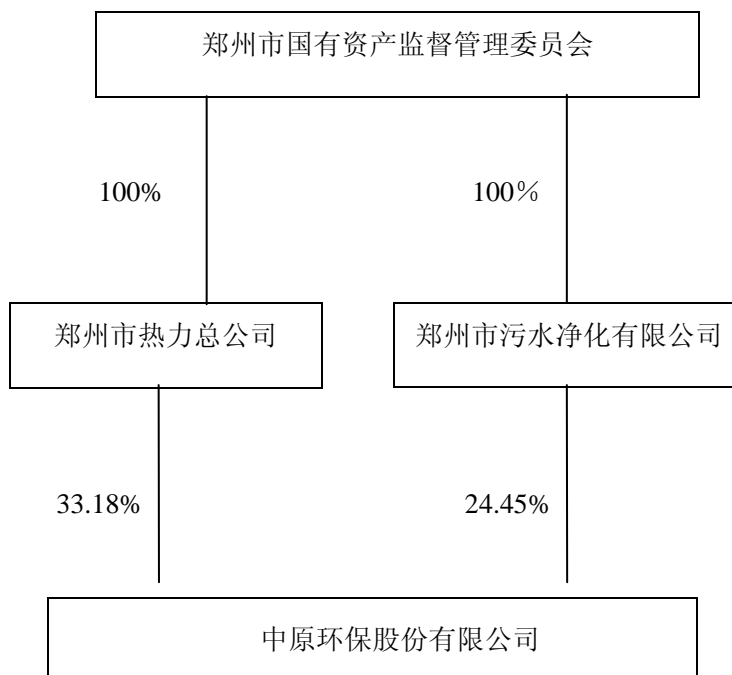 郑州市国有资产监督管理委员会
100%
100％
郑州市热力总公司
郑州市污水净化有限公司
33.18%
24.45%
中原环保股份有限公司